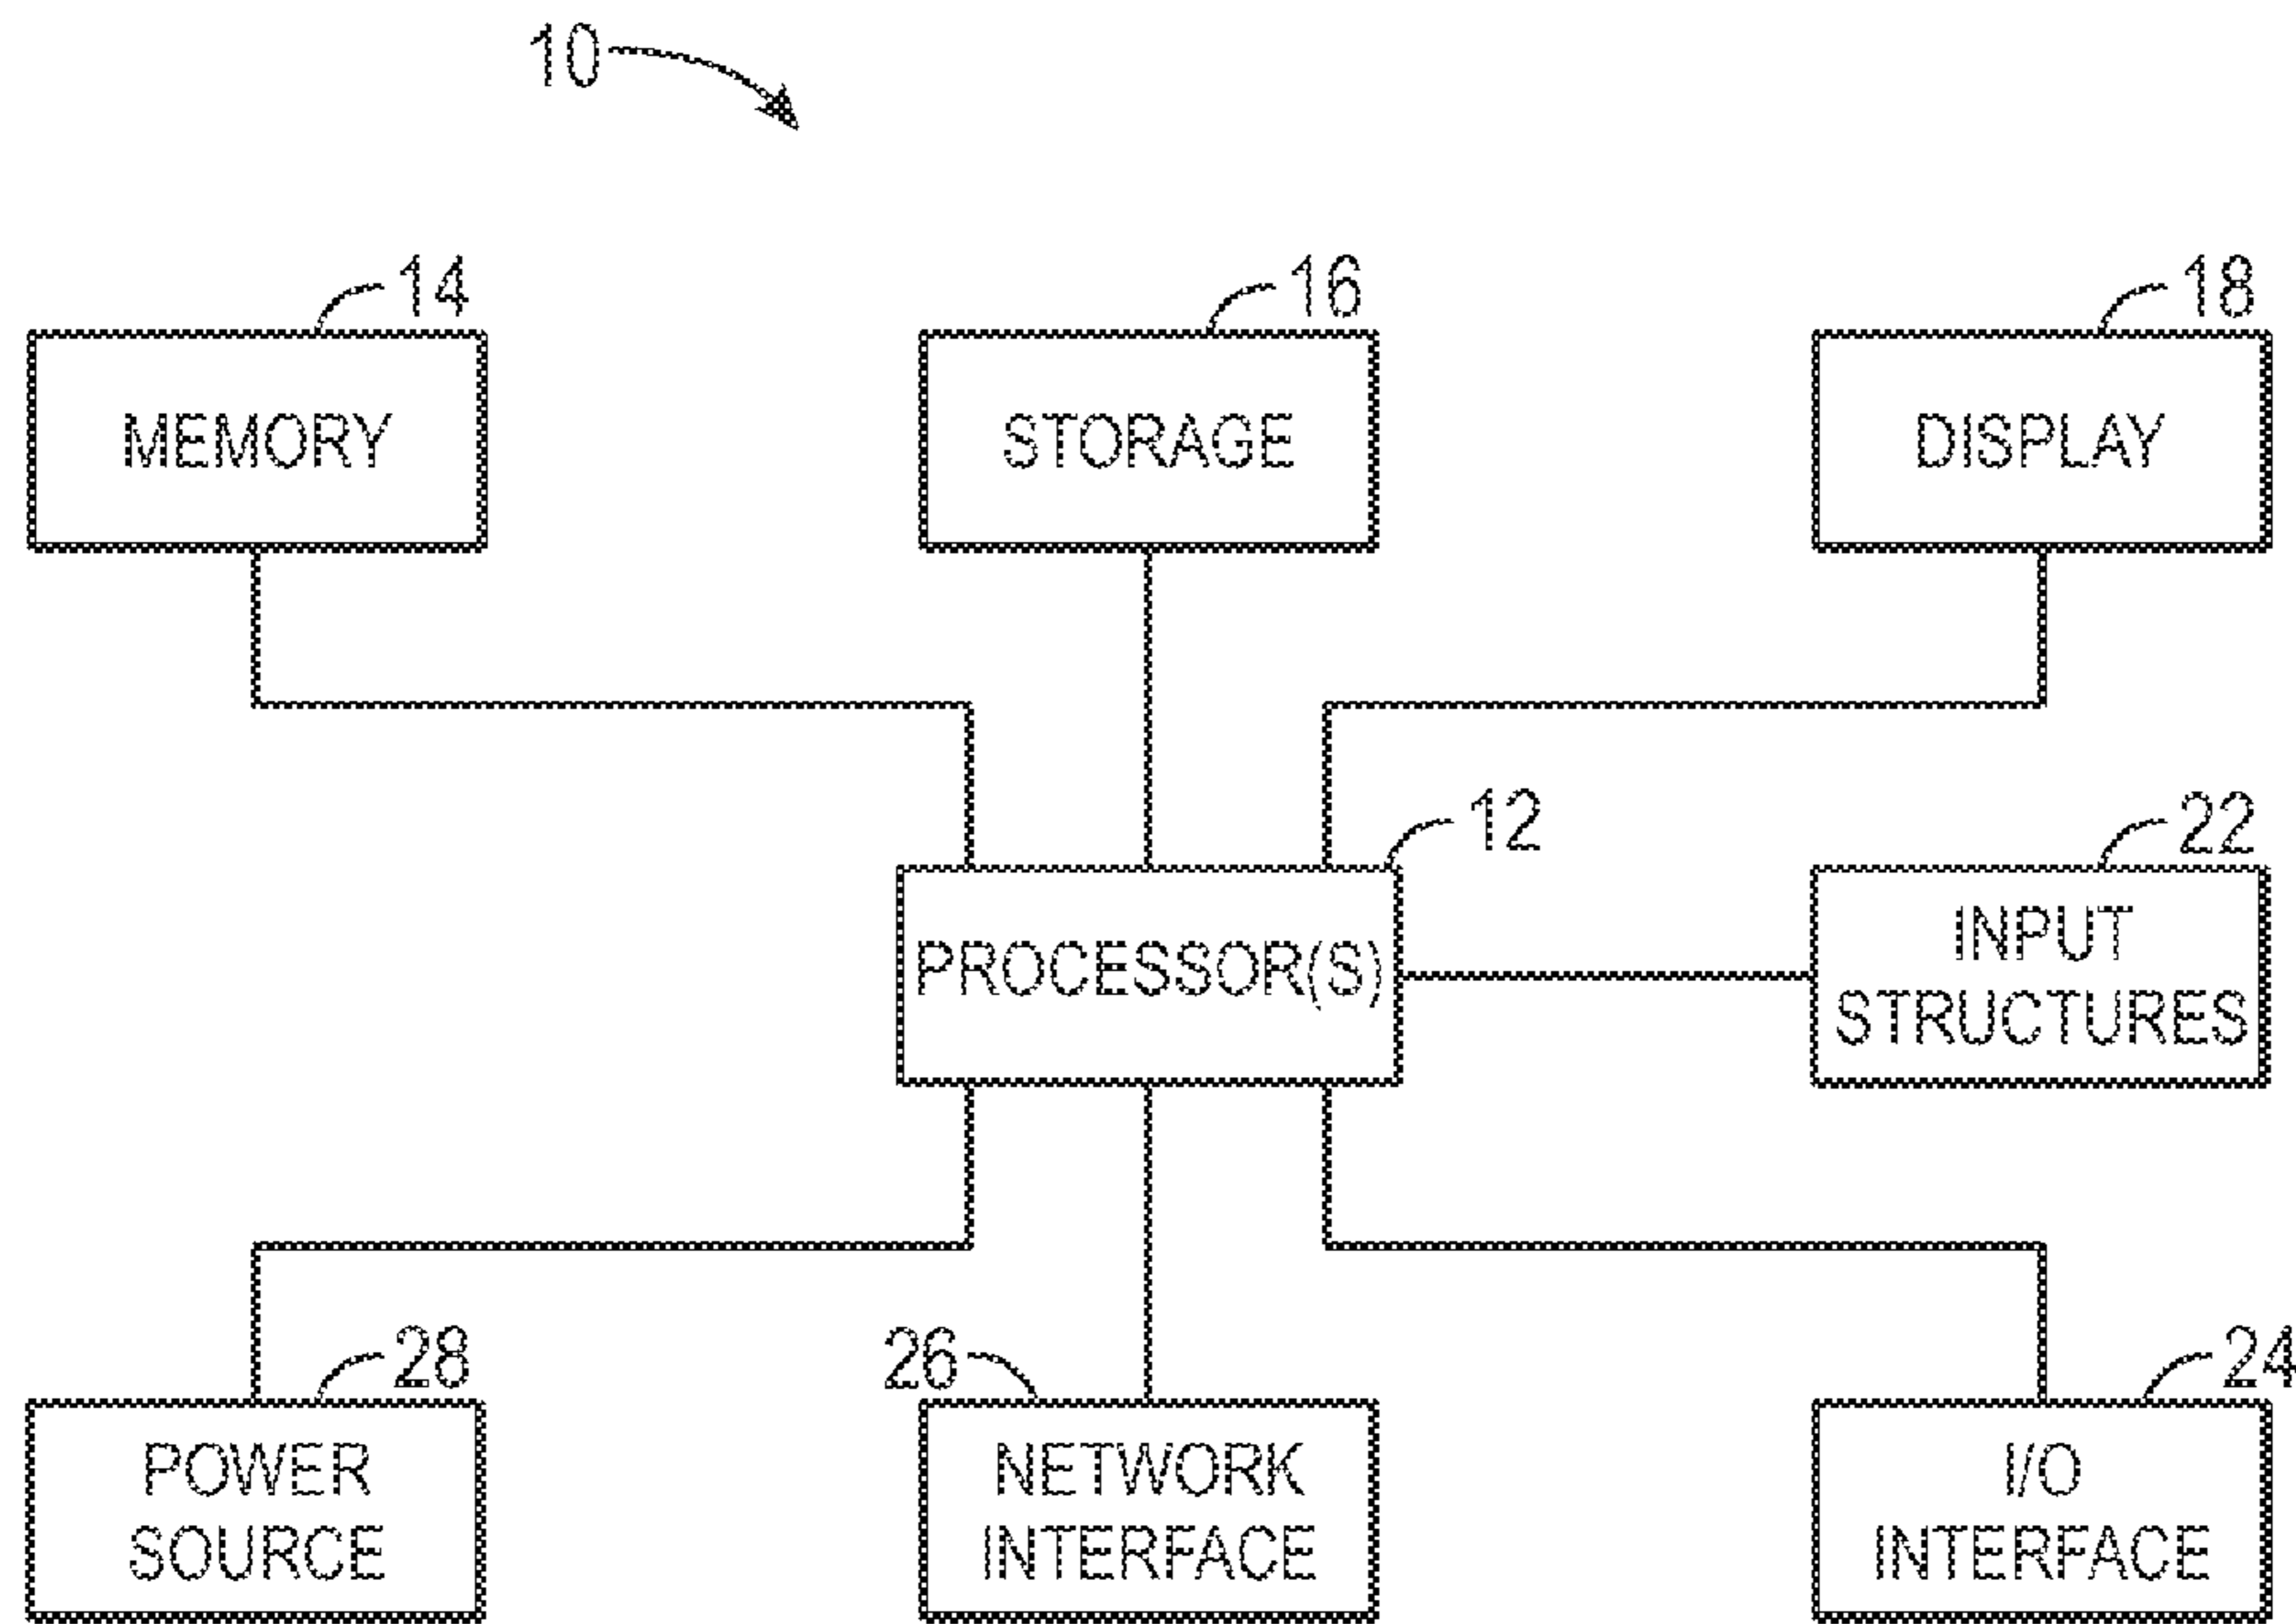 10
14
16
18
MEMORY
STORAGE
DISPLAY
12
22
PROCESSOR(S)
INPUT
STRUCTURES
28
26
24
POWER
SOURCE
NETWORK
INTERFACE
I/O
INTERFACE